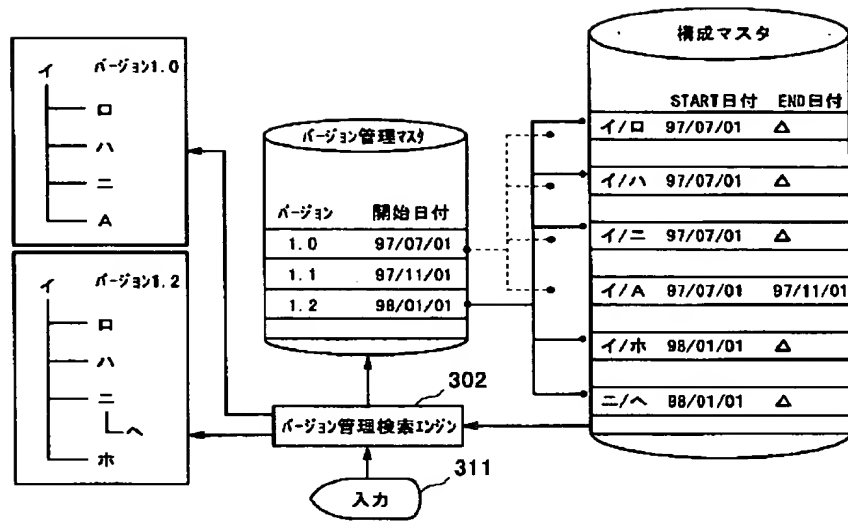 イ バージョン1.0
ロ
ハ
ニ
A
イ バージョン1.2
ロ
ハ
ニ
ヘ
ホ
バージョン管理マスタ
バージョン 開始日付
1.0 97/07/01
1.1 97/11/01
1.2 98/01/01
302
バージョン管理検索エンジン
311
入力
構成マスタ
START日付 END日付
イ/ロ 97/07/01 △
イ/ハ 97/07/01 △
イ/ニ 97/07/01 △
イ/A 97/07/01 97/11/01
イ/ホ 98/01/01 △
ニ/ヘ 98/01/01 △